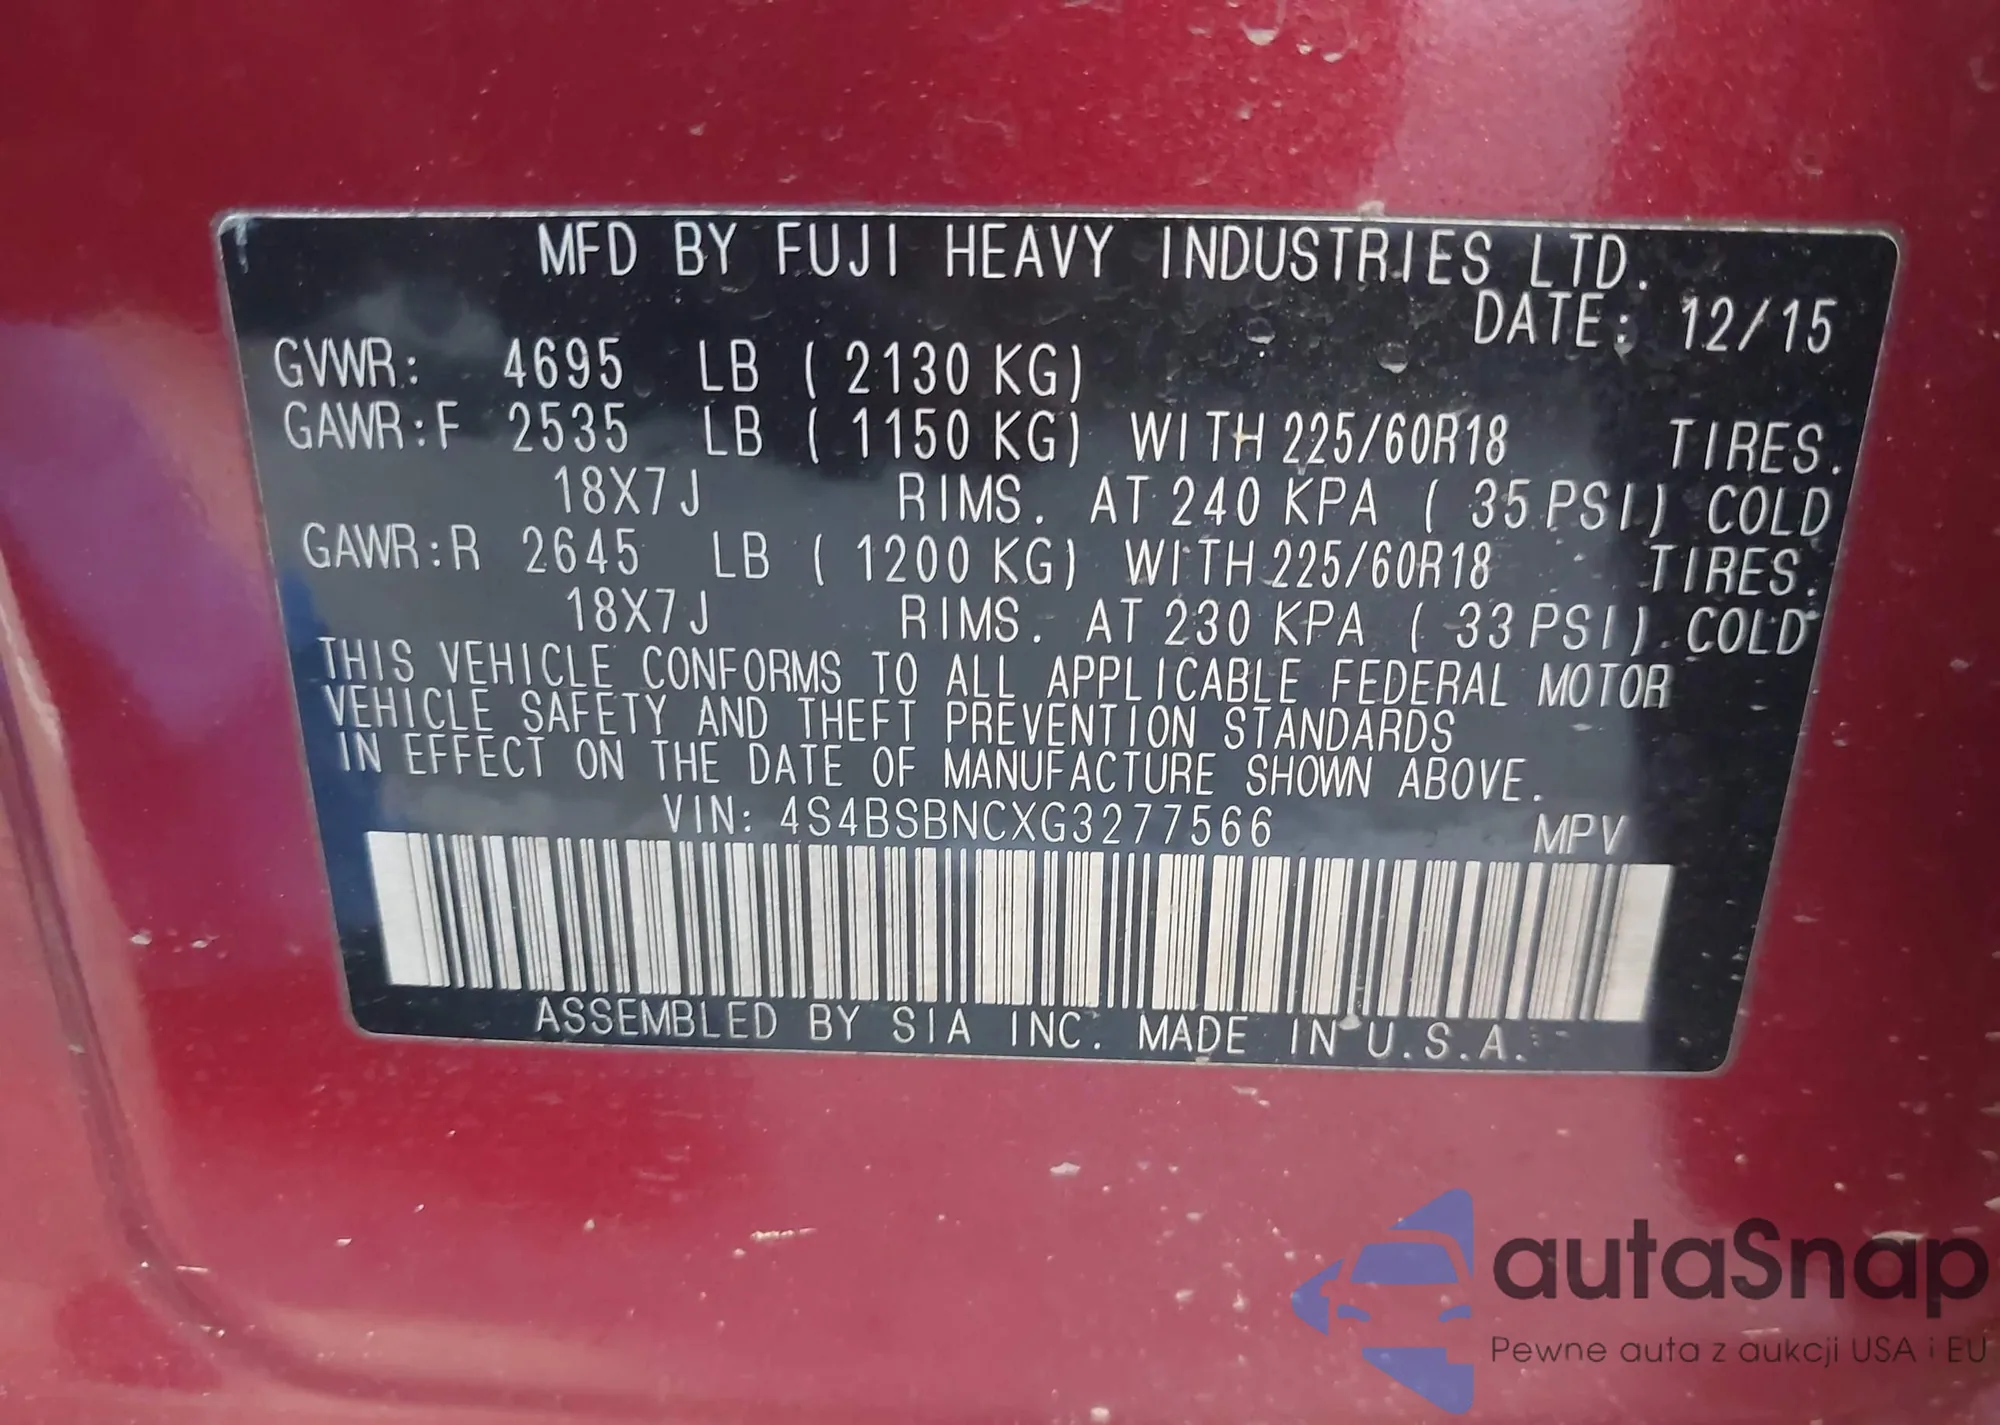 MFD BY FUJI HEAVY INDUSTRIES LTD.
DATE: 12/15
GVWR: 4695 LB ( 2130 KG)
GAWR:F 2535 LB ( 1150 KG) WITH 225/60R18 TIRES.
18X7J RIMS. AT 240 KPA ( 35 PSI) COLD
GAWR:R 2645 LB ( 1200 KG) WITH 225/60R18 TIRES.
18X7J RIMS. AT 230 KPA ( 33 PSI) COLD
THIS VEHICLE CONFORMS TO ALL APPLICABLE FEDERAL MOTOR
VEHICLE SAFETY AND THEFT PREVENTION STANDARDS
IN EFFECT ON THE DATE OF MANUFACTURE SHOWN ABOVE.
VIN: 4S4BSBNCXG3277566 MPV
ASSEMBLED BY SIA INC. MADE IN U.S.A.
autaSnap
Pewne auta z aukcji USA i EU